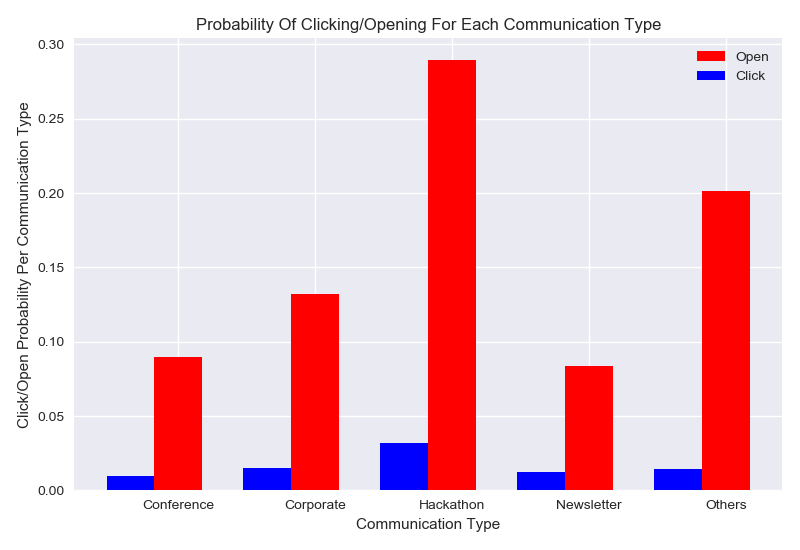 Probability Of Clicking/Opening For Each Communication Type
Open
Click
Click/Open Probability Per Communication Type
0.30
0.25
0.20
0.15
0.10
0.05
0.00
Conference Corporate Hackathon Newsletter Others
Communication Type